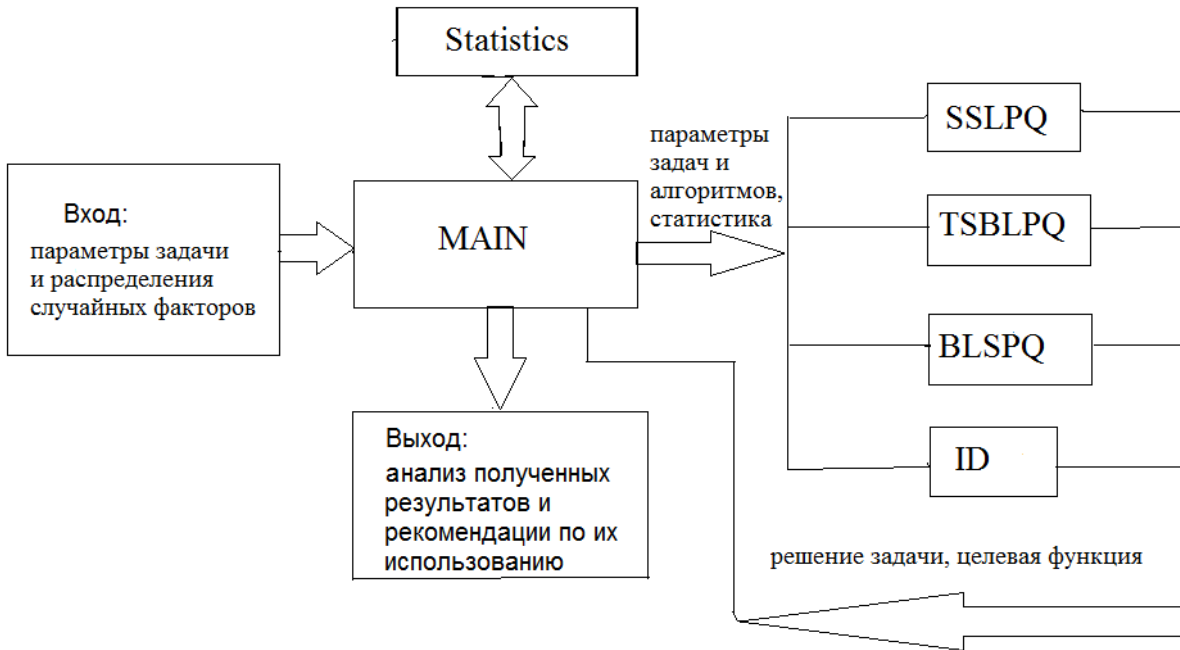 Statistics
SSLPQ
параметры
задач и
алгоритмов,
статистика
Вход:
параметры задачи
и распределения
случайных факторов
MAIN
TSBLPQ
BLSPQ
Выход:
анализ полученных
результатов и
рекомендации по их
использованию
ID
решение задачи, целевая функция